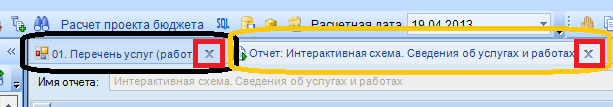 Расчет проекта бюджета SQL Расчетная дата 19.04.2013
01. Перечень услуг (работ Отчет: Интерактивная схема. Сведения об услугах и работах
Имя отчета: Интерактивная схема. Сведения об услугах и работах